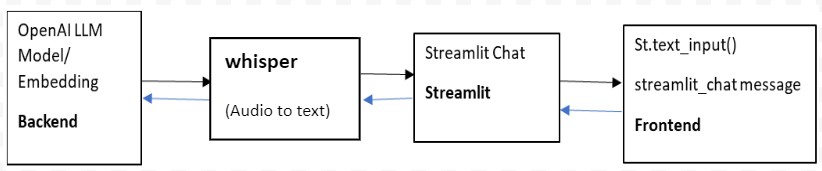 OpenAI LLM
Model/
Embedding
Backend
whisper
(Audio to text)
Streamlit Chat
Streamlit
St.text_input()
streamlit_chat message
Frontend